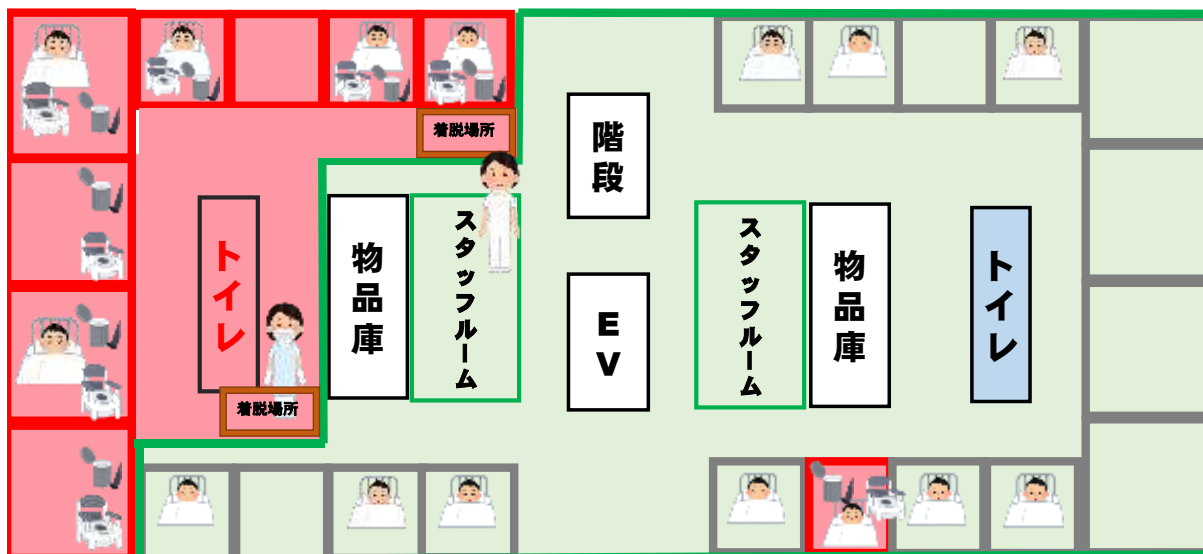 着脱場所
階段
トイレ
物品庫
スタッフルーム
EV
スタッフルーム
物品庫
トイレ
着脱場所